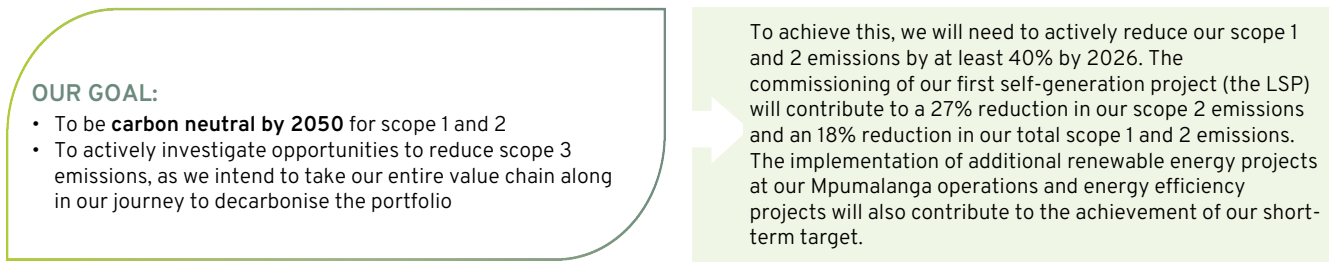 OUR GOAL:
• To be carbon neutral by 2050 for scope 1 and 2
• To actively investigate opportunities to reduce scope 3
emissions, as we intend to take our entire value chain along
in our journey to decarbonise the portfolio
To achieve this, we will need to actively reduce our scope 1
and 2 emissions by at least 40% by 2026. The
commissioning of our first self-generation project (the LSP)
will contribute to a 27% reduction in our scope 2 emissions
and an 18% reduction in our total scope 1 and 2 emissions.
The implementation of additional renewable energy projects
at our Mpumalanga operations and energy efficiency
projects will also contribute to the achievement of our short-
term target.